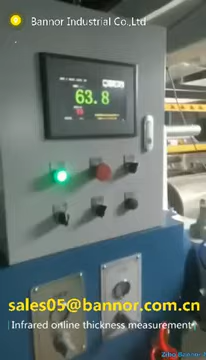 Bannor Industrial Co.,Ltd
63.8
sales05@bannor.com.cn
Infrared online thickness measurement